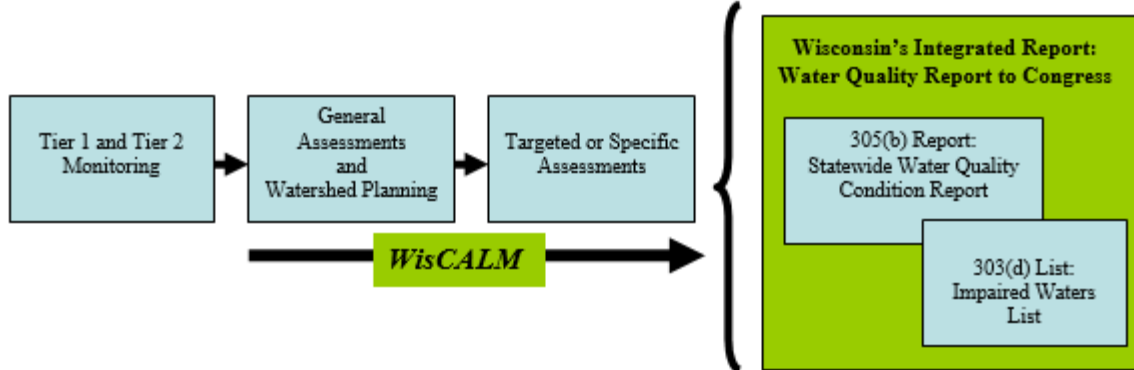 Tier 1 and Tier 2
Monitoring
General
Assessments
and
Watershed Planning
Targeted or Specific
Assessments
WisCALM
Wisconsin's Integrated Report:
Water Quality Report to Congress
305(b) Report:
Statewide Water Quality
Condition Report
303(d) List:
Impaired Waters
List